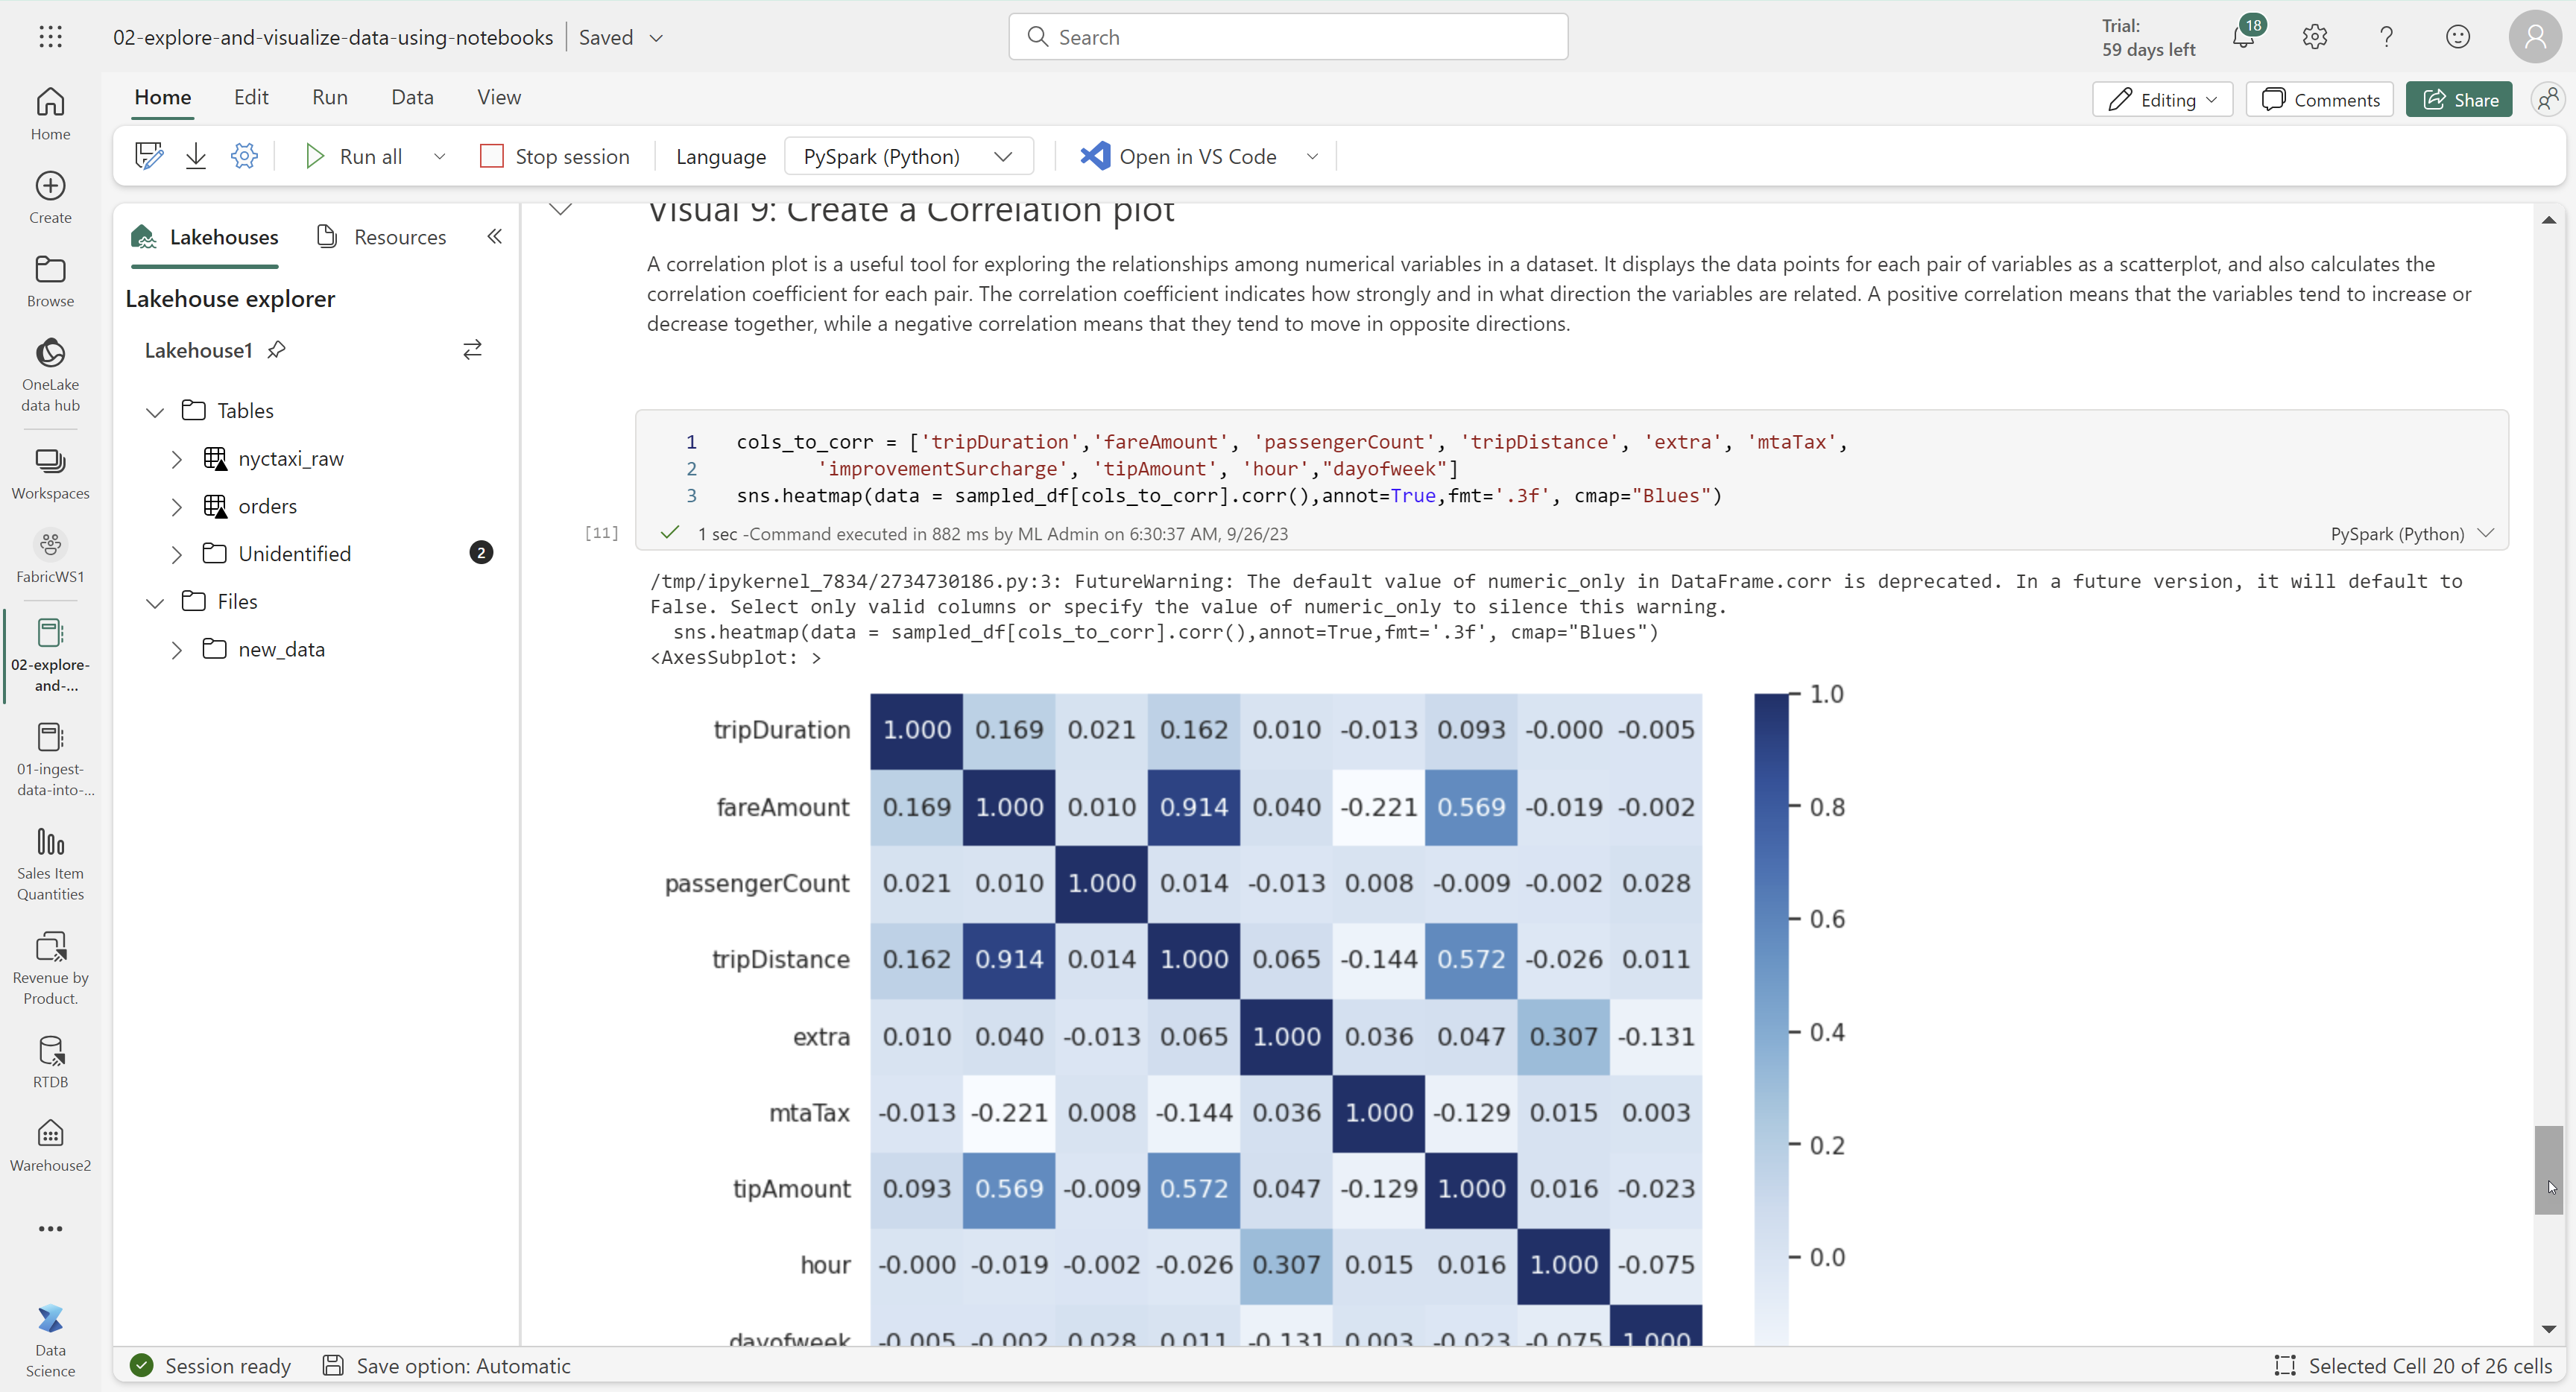 02-explore-and-visualize-data-using-notebooks
Saved
Search
Trial:
59 days left
18
Home
Edit
Run
Data
View
Editing
Comments
Share
Run all
Stop session
Language
PySpark (Python)
Open in VS Code
Home
Create
Browse
OneLake
data hub
Workspaces
FabricWS1
02-explore-
and-...
01-ingest-
data-into-...
Sales Item
Quantities
Revenue by
Product.
RTDB
Warehouse2
Data
Science
Lakehouses
Resources
Lakehouse explorer
Lakehouse1
Tables
nyctaxi_raw
orders
Unidentified
2
Files
new_data
Visual 9: Create a Correlation plot
A correlation plot is a useful tool for exploring the relationships among numerical variables in a dataset. It displays the data points for each pair of variables as a scatterplot, and also calculates the
correlation coefficient for each pair. The correlation coefficient indicates how strongly and in what direction the variables are related. A positive correlation means that the variables tend to increase or
decrease together, while a negative correlation means that they tend to move in opposite directions.
1 cols_to_corr = ['tripDuration','fareAmount', 'passengerCount', 'tripDistance', 'extra', 'mtaTax',
2 'improvementSurcharge', 'tipAmount', 'hour',"dayofweek"]
3 sns.heatmap(data = sampled_df[cols_to_corr].corr(),annot=True,fmt='.3f', cmap="Blues")
[11]
1 sec -Command executed in 882 ms by ML Admin on 6:30:37 AM, 9/26/23
PySpark (Python)
/tmp/ipykernel_7834/2734730186.py:3: FutureWarning: The default value of numeric_only in DataFrame.corr is deprecated. In a future version, it will default to
False. Select only valid columns or specify the value of numeric_only to silence this warning.
sns.heatmap(data = sampled_df[cols_to_corr].corr(),annot=True,fmt='.3f', cmap="Blues")
<AxesSubplot: >
tripDuration 1.000 0.169 0.021 0.162 0.010 -0.013 0.093 -0.000 -0.005
fareAmount 0.169 1.000 0.010 0.914 0.040 -0.221 0.569 -0.019 -0.002
passengerCount 0.021 0.010 1.000 0.014 -0.013 0.008 -0.009 -0.002 0.028
tripDistance 0.162 0.914 0.014 1.000 0.065 -0.144 0.572 -0.026 0.011
extra 0.010 0.040 -0.013 0.065 1.000 0.036 0.047 0.307 -0.131
mtaTax -0.013 -0.221 0.008 -0.144 0.036 1.000 -0.129 0.015 0.003
tipAmount 0.093 0.569 -0.009 0.572 0.047 -0.129 1.000 0.016 -0.023
hour -0.000 -0.019 -0.002 -0.026 0.307 0.015 0.016 1.000 -0.075
dayofweek -0.005 -0.002 0.028 0.011 -0.131 0.003 -0.023 -0.075 1.000
1.0
0.8
0.6
0.4
0.2
0.0
Session ready
Save option: Automatic
Selected Cell 20 of 26 cells